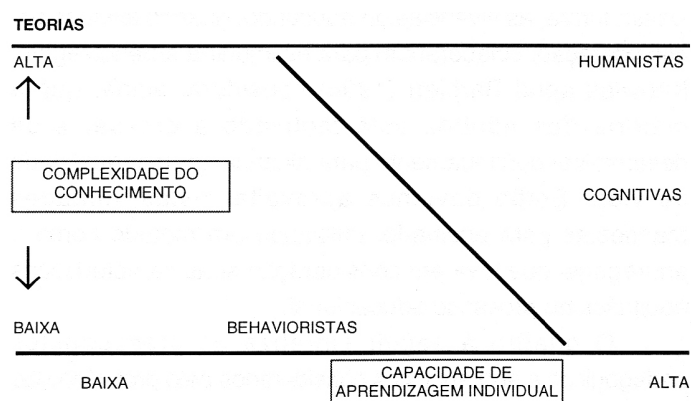 TEORIAS
ALTA
HUMANISTAS
COMPLEXIDADE DO
CONHECIMENTO
COGNITIVAS
BAIXA
BEHAVIORISTAS
BAIXA
CAPACIDADE DE
APRENDIZAGEM INDIVIDUAL
ALTA